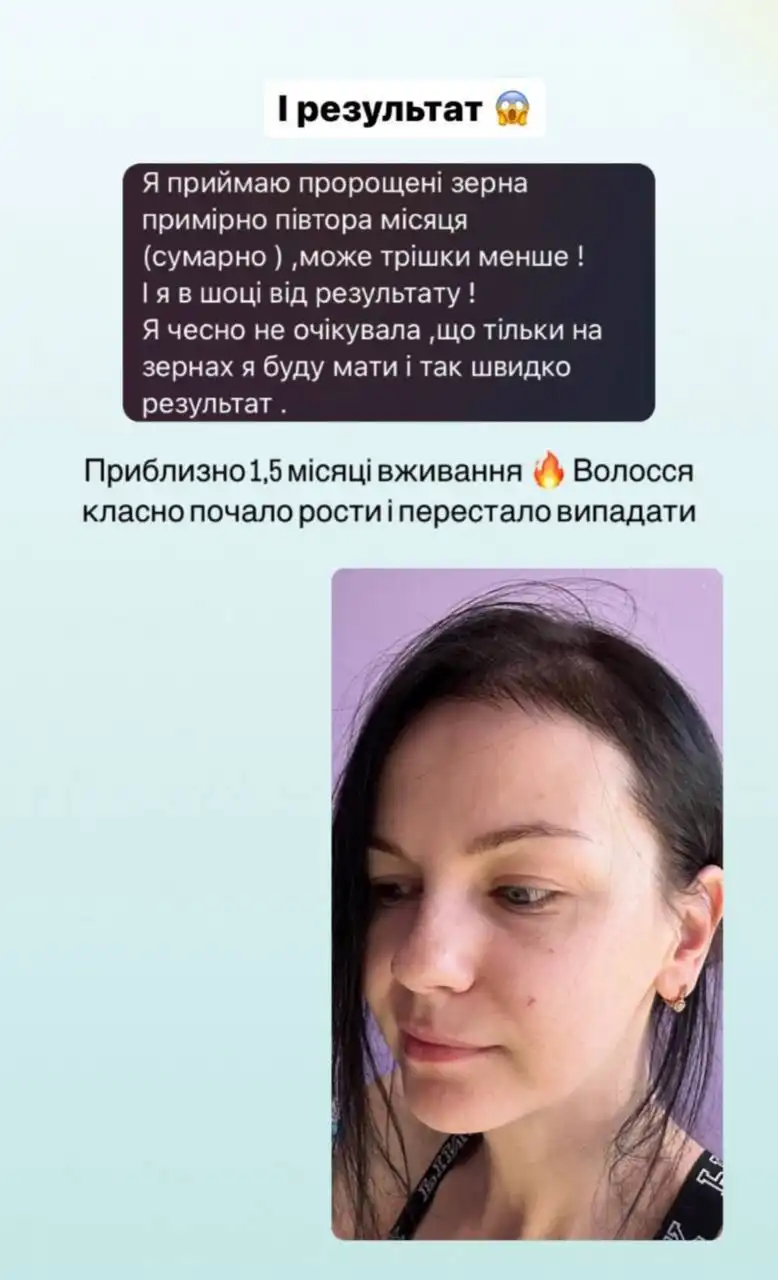 І результат 😱
Я приймаю пророщені зерна
примірно півтора місяця
(сумарно ) ,може трішки менше !
І я в шоці від результату !
Я чесно не очікувала ,що тільки на
зернах я буду мати і так швидко
результат .
Приблизно 1,5 місяці вживання 🔥 Волосся
класно почало рости і перестало випадати